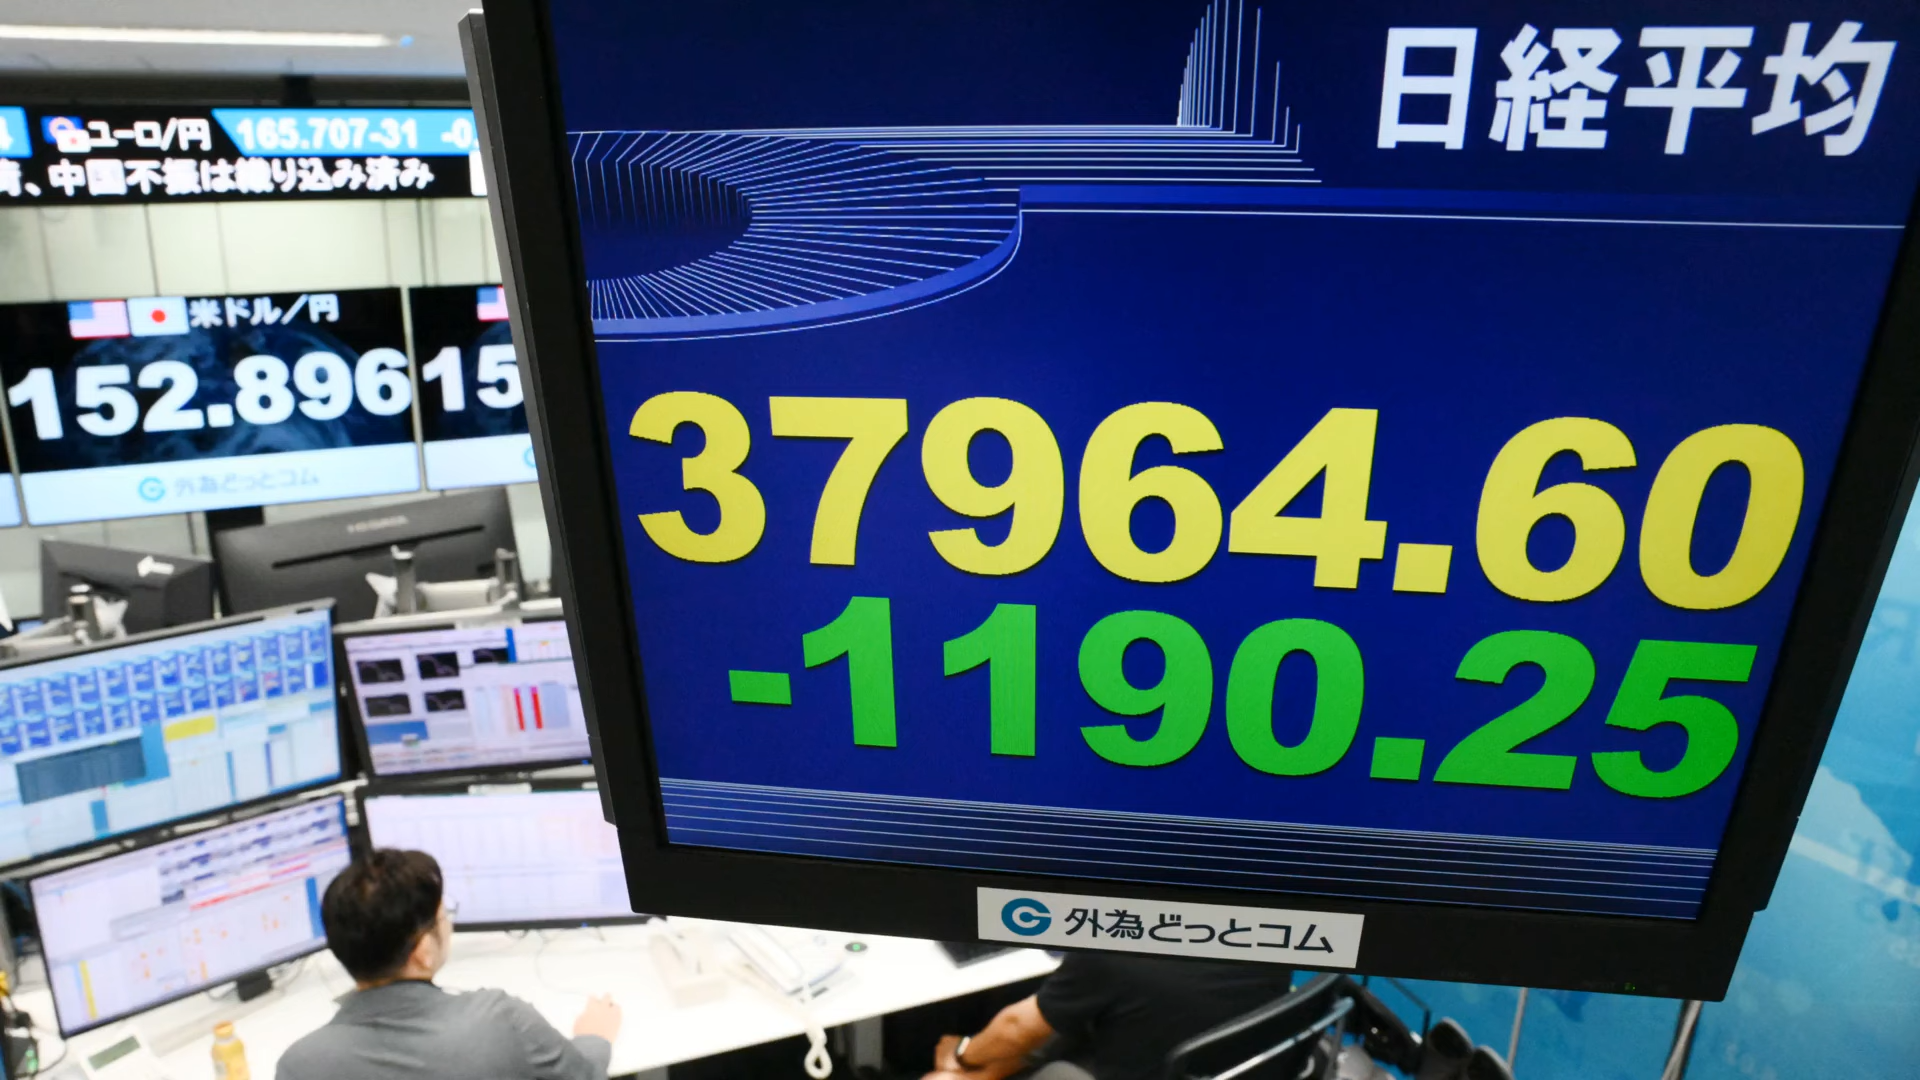 日経平均
37964.60
-1190.25
外為どっとコム
ユーロ/円 165.707-31 -0.
、中国不振は織り込み済み
米ドル/円
152.896
15
外為どっとコム